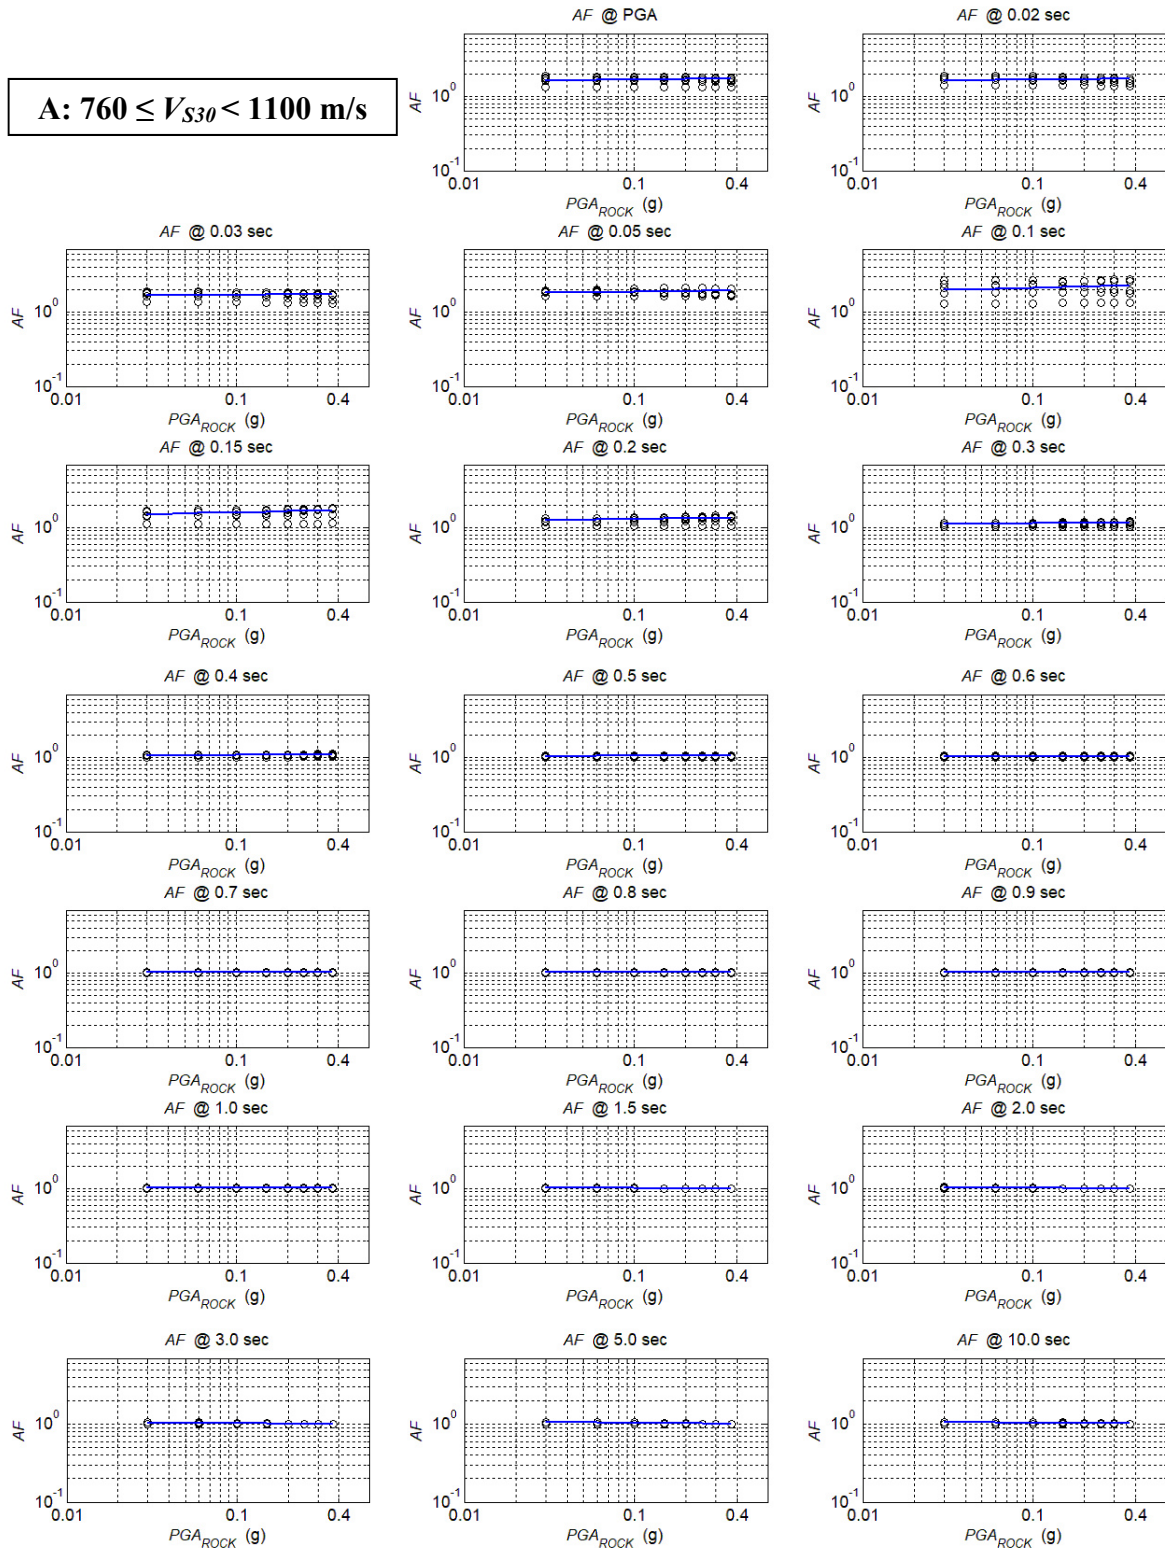 AF @ PGA
AF @ 0.02 sec
A: 760 ≤ VS30 < 1100 m/s
AF
10^0
10^-1
0.01 0.1 0.4
PGAROCK (g)
AF
10^0
10^-1
0.01 0.1 0.4
PGAROCK (g)
AF @ 0.03 sec
AF
10^0
10^-1
0.01 0.1 0.4
PGAROCK (g)
AF @ 0.05 sec
AF
10^0
10^-1
0.01 0.1 0.4
PGAROCK (g)
AF @ 0.1 sec
AF
10^0
10^-1
0.01 0.1 0.4
PGAROCK (g)
AF @ 0.15 sec
AF
10^0
10^-1
0.01 0.1 0.4
PGAROCK (g)
AF @ 0.2 sec
AF
10^0
10^-1
0.01 0.1 0.4
PGAROCK (g)
AF @ 0.3 sec
AF
10^0
10^-1
0.01 0.1 0.4
PGAROCK (g)
AF @ 0.4 sec
AF
10^0
10^-1
0.01 0.1 0.4
PGAROCK (g)
AF @ 0.5 sec
AF
10^0
10^-1
0.01 0.1 0.4
PGAROCK (g)
AF @ 0.6 sec
AF
10^0
10^-1
0.01 0.1 0.4
PGAROCK (g)
AF @ 0.7 sec
AF
10^0
10^-1
0.01 0.1 0.4
PGAROCK (g)
AF @ 0.8 sec
AF
10^0
10^-1
0.01 0.1 0.4
PGAROCK (g)
AF @ 0.9 sec
AF
10^0
10^-1
0.01 0.1 0.4
PGAROCK (g)
AF @ 1.0 sec
AF
10^0
10^-1
0.01 0.1 0.4
PGAROCK (g)
AF @ 1.5 sec
AF
10^0
10^-1
0.01 0.1 0.4
PGAROCK (g)
AF @ 2.0 sec
AF
10^0
10^-1
0.01 0.1 0.4
PGAROCK (g)
AF @ 3.0 sec
AF
10^0
10^-1
0.01 0.1 0.4
PGAROCK (g)
AF @ 5.0 sec
AF
10^0
10^-1
0.01 0.1 0.4
PGAROCK (g)
AF @ 10.0 sec
AF
10^0
10^-1
0.01 0.1 0.4
PGAROCK (g)